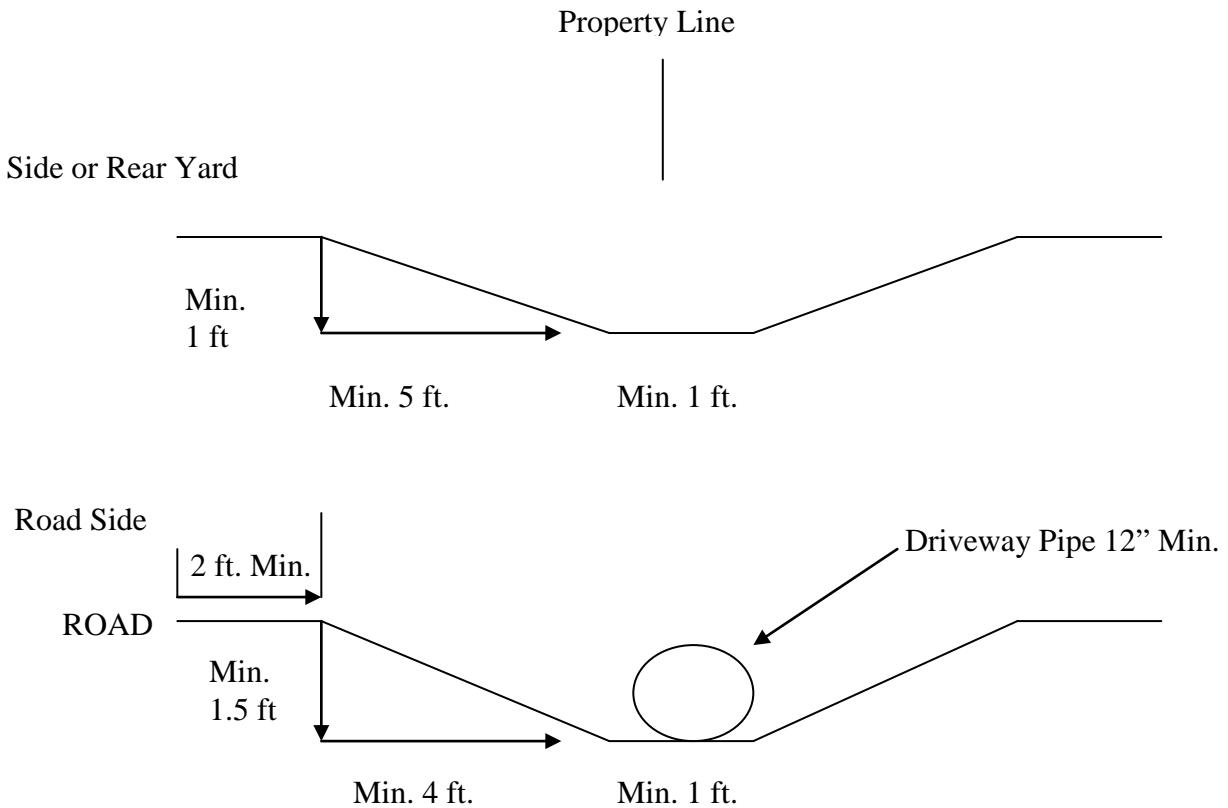 Property Line
Side or Rear Yard
Min.
1 ft
Min. 5 ft.
Min. 1 ft.
Road Side
2 ft. Min.
Driveway Pipe 12” Min.
ROAD
Min.
1.5 ft
Min. 4 ft.
Min. 1 ft.